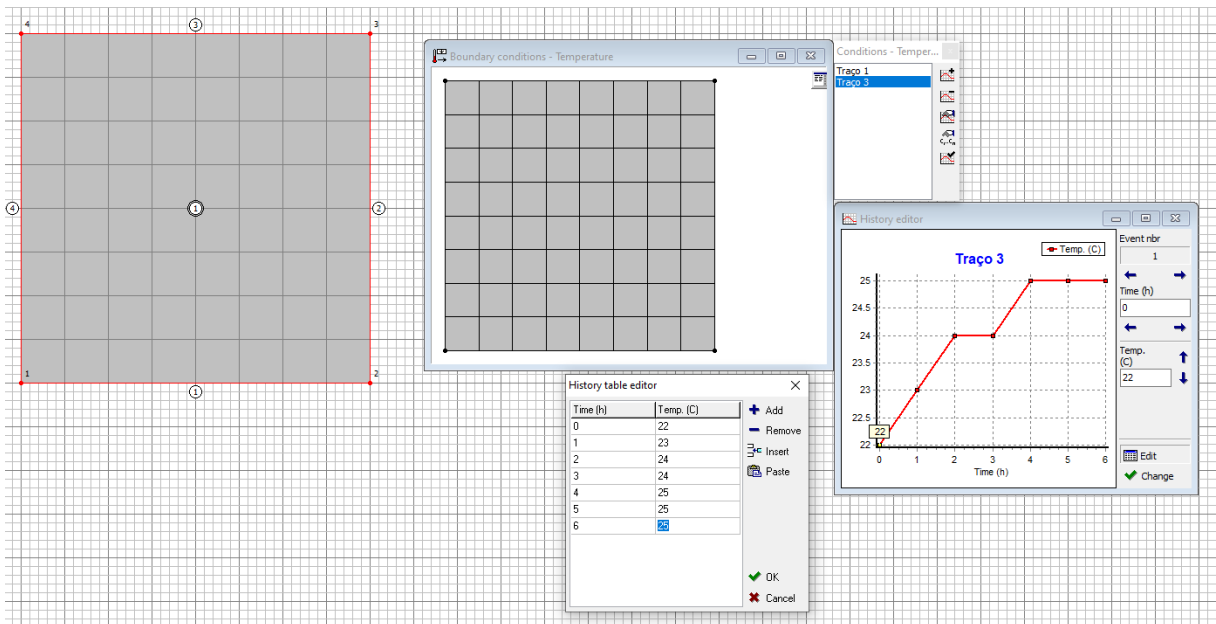 4
3
3
4
1
2
1
2
1
Boundary conditions - Temperature
Conditions - Temper...
Traço 1
Traço 3
History editor
Traço 3
Temp. (C)
25
24.5
24
23.5
23
22.5
22
22
0 1 2 3 4 5 6
Time (h)
Event nbr
1
Time (h)
0
Temp.
(C)
22
Edit
Change
History table editor
Time (h) Temp. (C)
0 22
1 23
2 24
3 24
4 25
5 25
6 25
Add
Remove
Insert
Paste
OK
Cancel